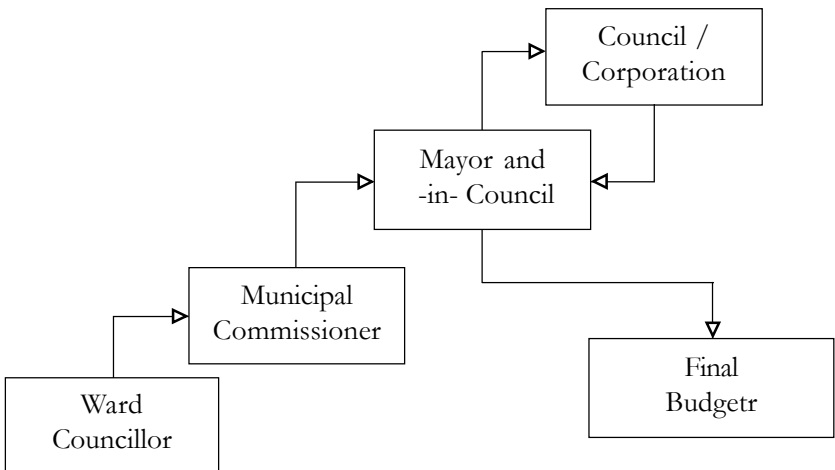 Council /
Corporation
Mayor and
-in- Council
Municipal
Commissioner
Final
Budgetr
Ward
Councillor